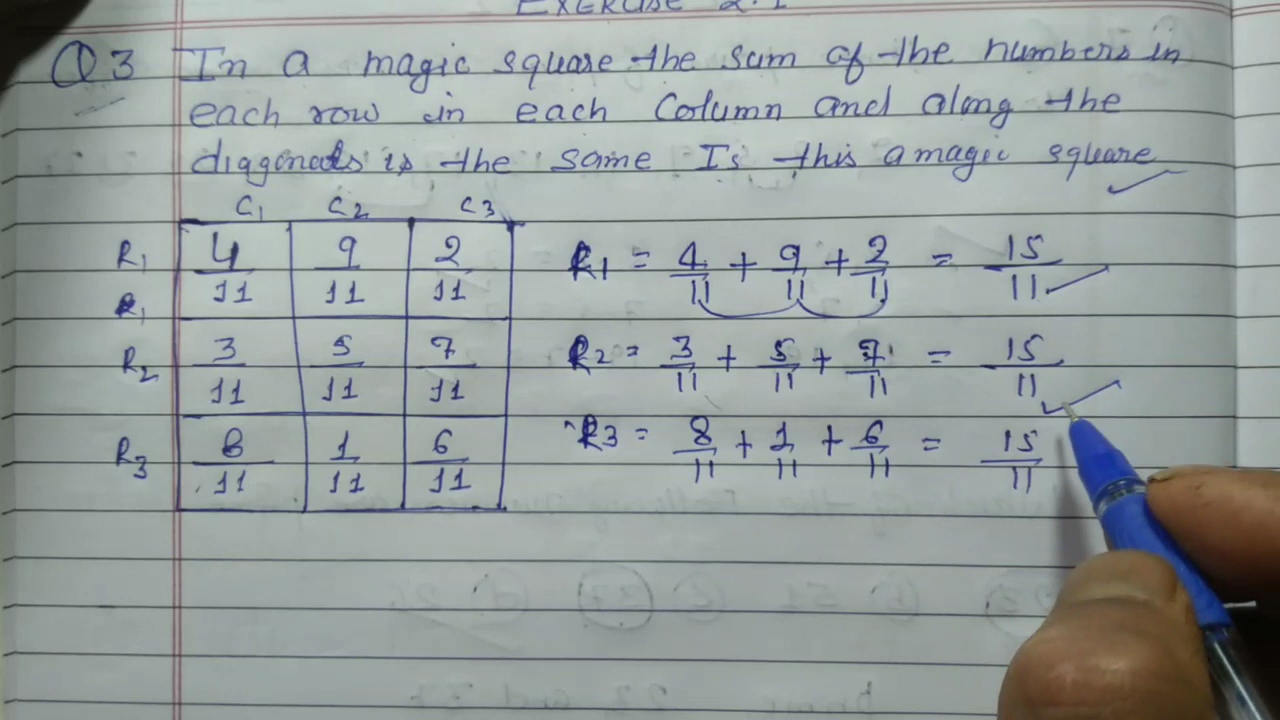 EXERCISE 2.1
Q3 In a magic square the sum of the numbers in
each row in each Column and along the
diagonals is the same Is this a magic square
C1 C2 C3
R1 4/11 9/11 2/11 R1 = 4/11 + 9/11 + 2/11 = 15/11
R1
R2 3/11 5/11 7/11 R2 = 3/11 + 5/11 + 7/11 = 15/11
R3 8/11 1/11 6/11 R3 = 8/11 + 1/11 + 6/11 = 15/11